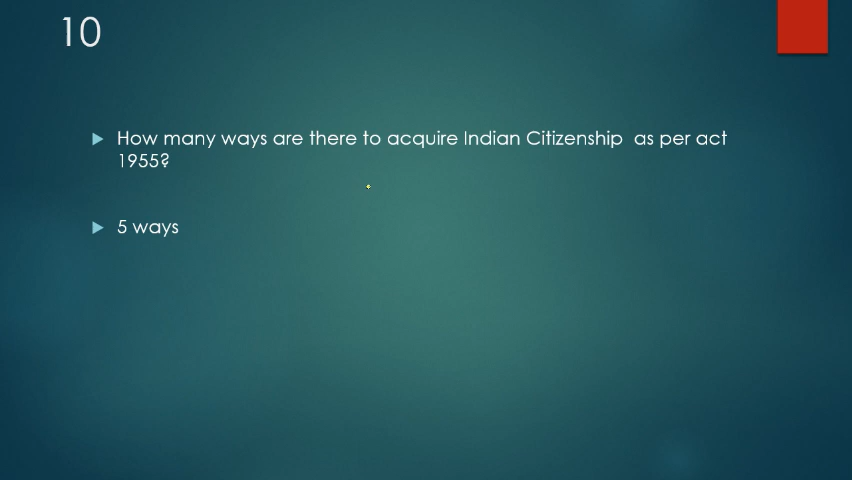 10
How many ways are there to acquire Indian Citizenship as per act
1955?
5 ways